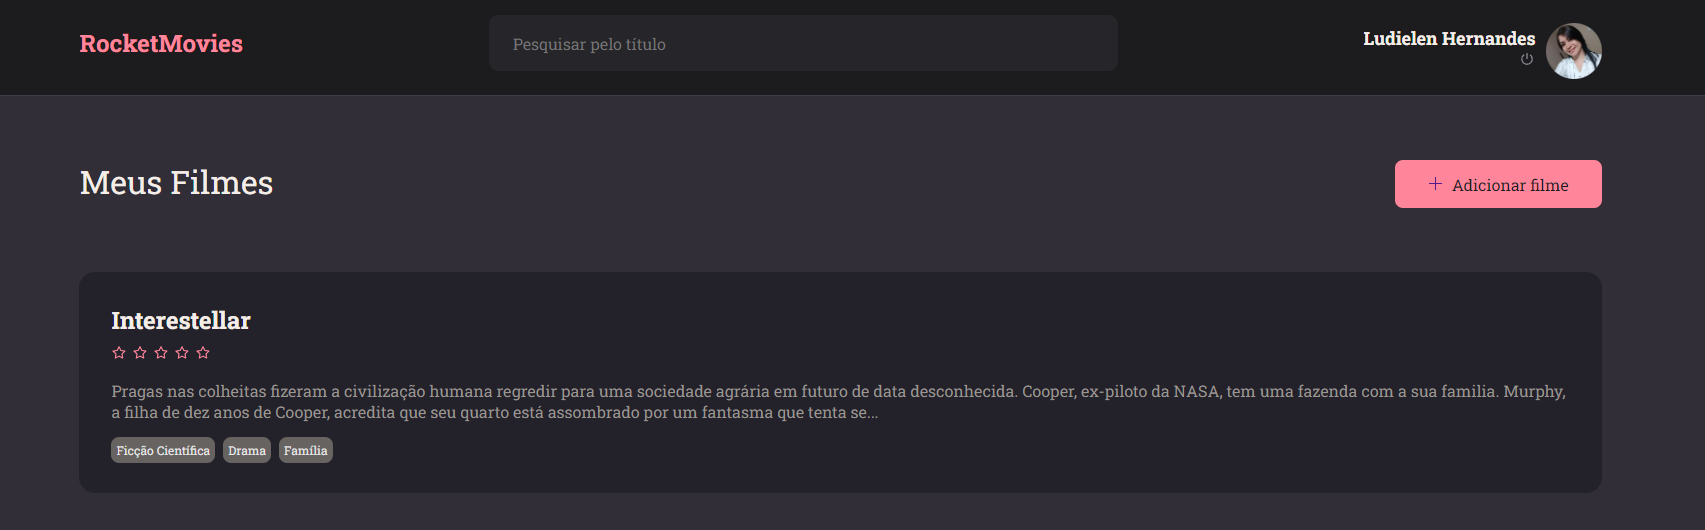 RocketMovies
Pesquisar pelo título
Ludielen Hernandes
Meus Filmes
Adicionar filme
Interestellar
Pragas nas colheitas fizeram a civilização humana regredir para uma sociedade agrária em futuro de data desconhecida. Cooper, ex-piloto da NASA, tem uma fazenda com a sua familia. Murphy,
a filha de dez anos de Cooper, acredita que seu quarto está assombrado por um fantasma que tenta se...
Ficção Científica Drama Família